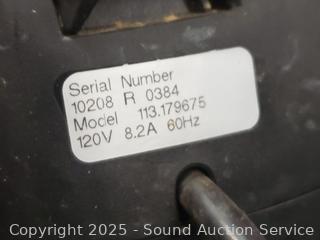 Serial Number
10208 R 0384
Model 113.179675
120V 8.2A 60Hz
Copyright 2025 - Sound Auction Service